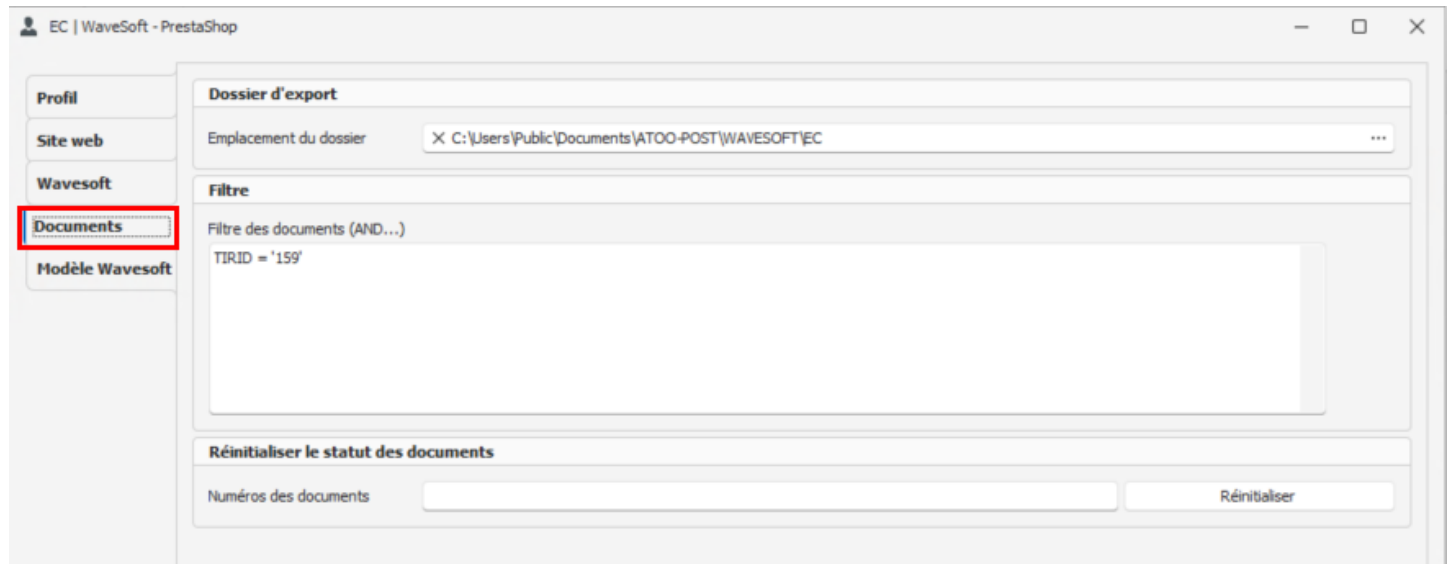 EC | WaveSoft - PrestaShop
Profil
Site web
Wavesoft
Documents
Modèle Wavesoft
Dossier d'export
Emplacement du dossier
C:\Users\Public\Documents\ATOO-POST\WAVESOFT\EC
...
Filtre
Filtre des documents (AND...)
TIRID = '159'
Réinitialiser le statut des documents
Numéros des documents
Réinitialiser